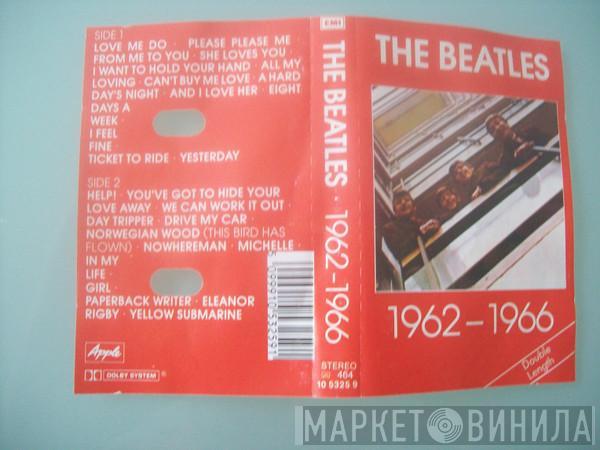 SIDE 1
LOVE ME DO · PLEASE PLEASE ME ·
FROM ME TO YOU · SHE LOVES YOU ·
I WANT TO HOLD YOUR HAND · ALL MY
LOVING · CAN'T BUY ME LOVE · A HARD
DAY'S NIGHT · AND I LOVE HER · EIGHT
DAYS A
WEEK ·
I FEEL
FINE ·
TICKET TO RIDE · YESTERDAY
SIDE 2
HELP! · YOU'VE GOT TO HIDE YOUR
LOVE AWAY · WE CAN WORK IT OUT ·
DAY TRIPPER · DRIVE MY CAR ·
NORWEGIAN WOOD (THIS BIRD HAS
FLOWN) · NOWHEREMAN · MICHELLE ·
IN MY
LIFE ·
GIRL ·
PAPERBACK WRITER · ELEANOR
RIGBY · YELLOW SUBMARINE
Apple
DOLBY SYSTEM ®
5 099910 532591
EMI
THE BEATLES · 1962-1966
STEREO
464
10 5325 9
THE BEATLES
1962-1966
Double
Length
МАРКЕТ ВИНИЛА